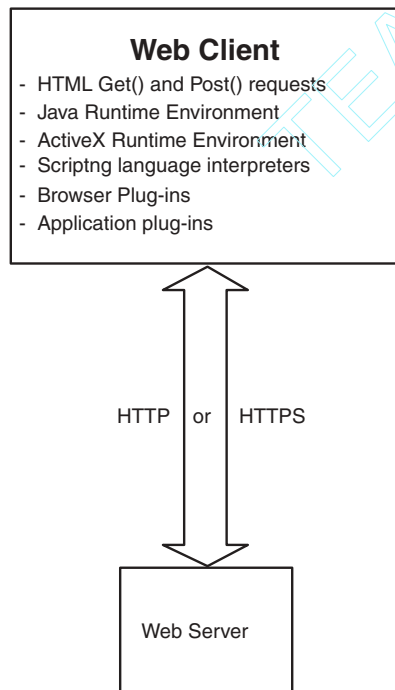 Web Client
- HTML Get() and Post() requests
- Java Runtime Environment
- ActiveX Runtime Environment
- Scriptng language interpreters
- Browser Plug-ins
- Application plug-ins
HTTP or HTTPS
Web Server
TEA